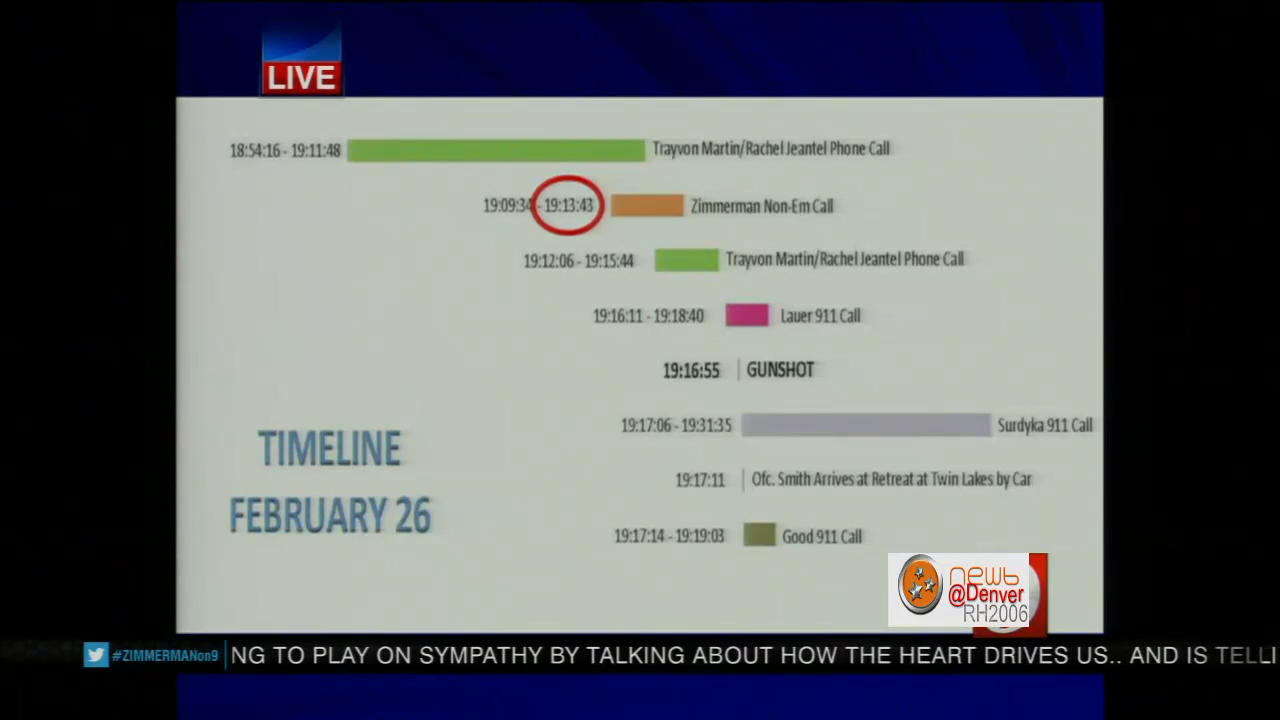 LIVE
18:54:16 - 19:11:48 Trayvon Martin/Rachel Jeantel Phone Call
19:09:34 - 19:13:43 Zimmerman Non-Em Call
19:12:06 - 19:15:44 Trayvon Martin/Rachel Jeantel Phone Call
19:16:11 - 19:18:40 Lauer 911 Call
19:16:55 GUNSHOT
19:17:06 - 19:31:35 Surdyka 911 Call
19:17:11 Ofc. Smith Arrives at Retreat at Twin Lakes by Car
19:17:14 - 19:19:03 Good 911 Call
TIMELINE
FEBRUARY 26
newb
@Denver
RH2006
#ZIMMERMANon9 NG TO PLAY ON SYMPATHY BY TALKING ABOUT HOW THE HEART DRIVES US.. AND IS TELLI